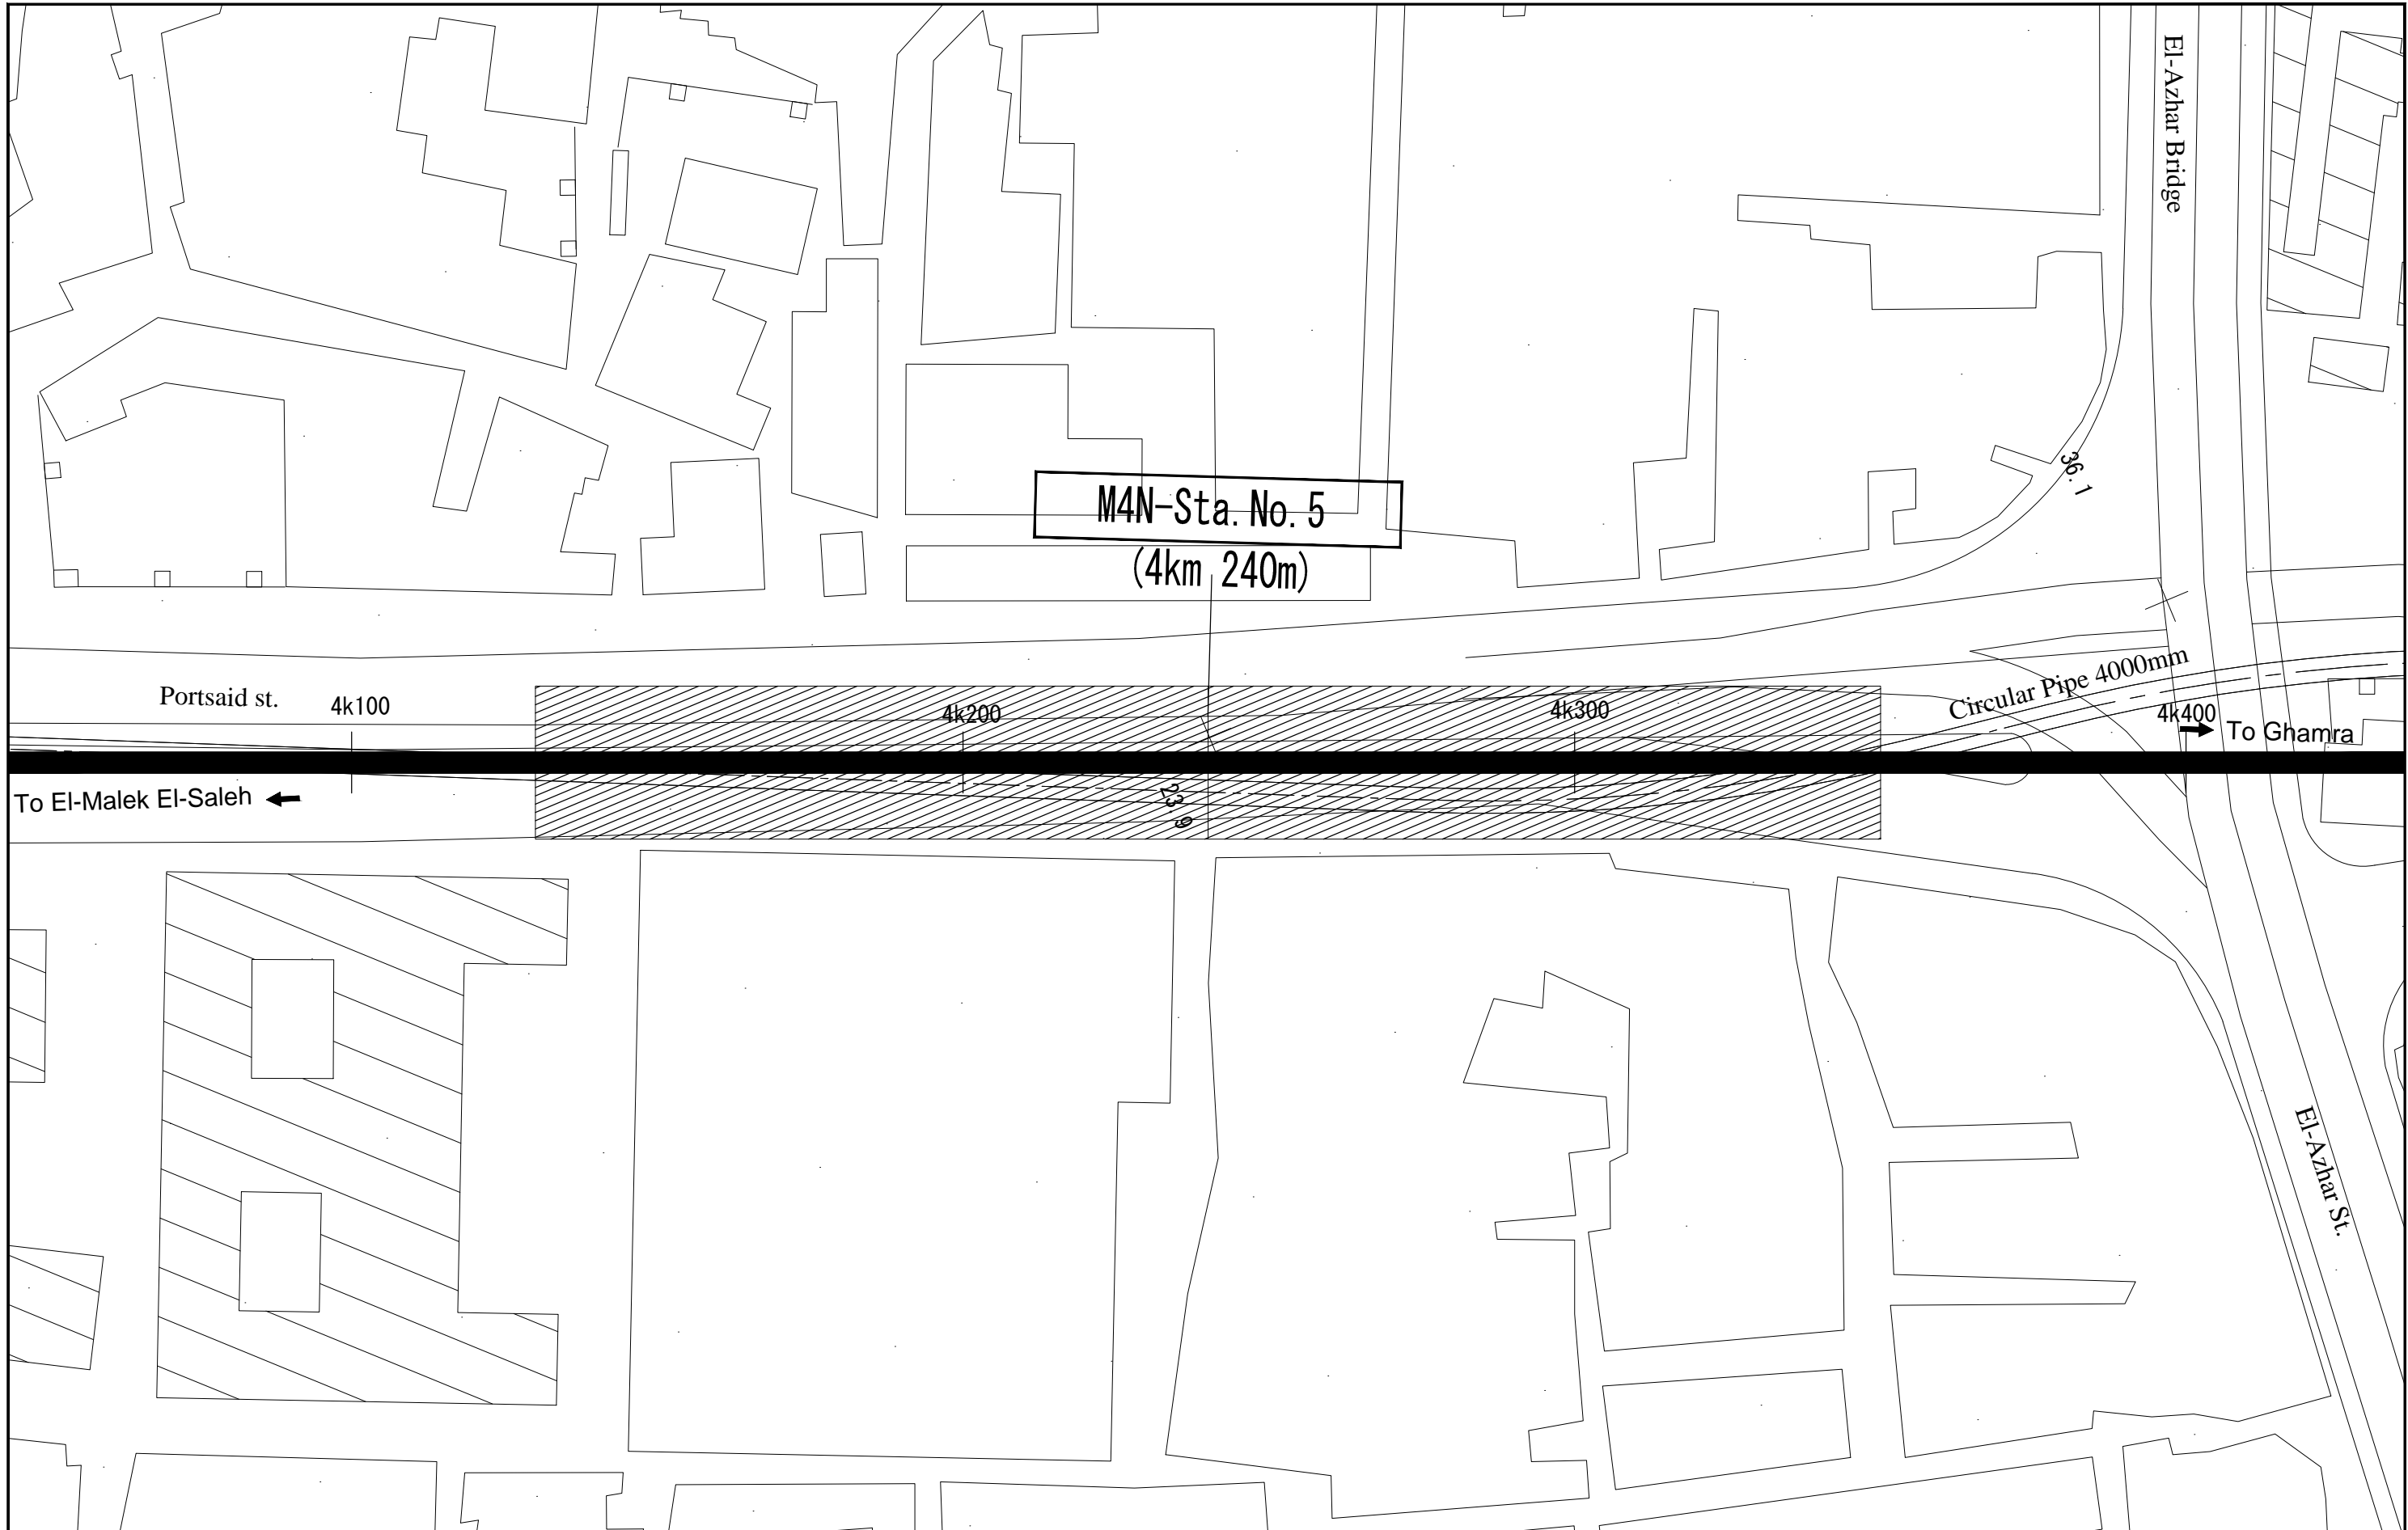 El-Azhar Bridge
36.1
M4N-Sta.No.5
(4km 240m)
Circular Pipe 4000mm
Portsaid st.
4k100
4k200
4k300
4k400
To Ghamra
To El-Malek El-Saleh
23.9
El-Azhar St.